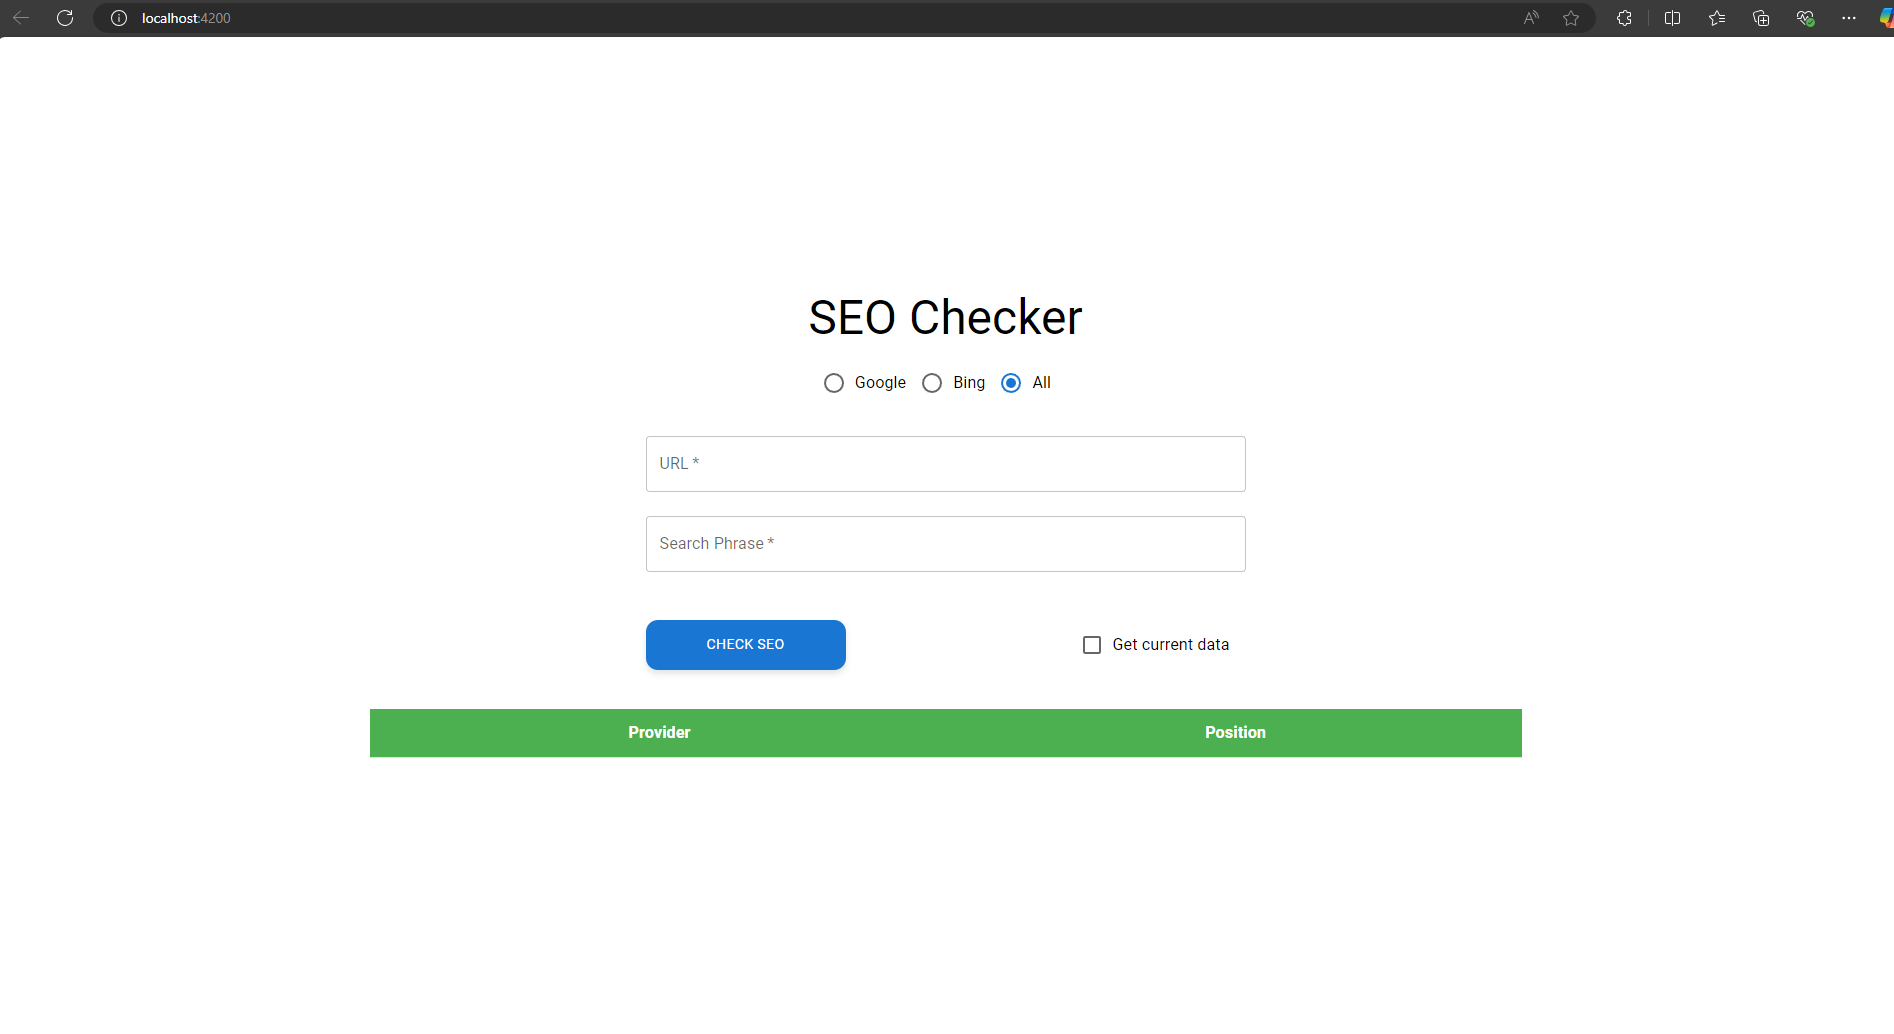 localhost:4200
SEO Checker
Google Bing All
URL *
Search Phrase *
CHECK SEO Get current data
Provider Position